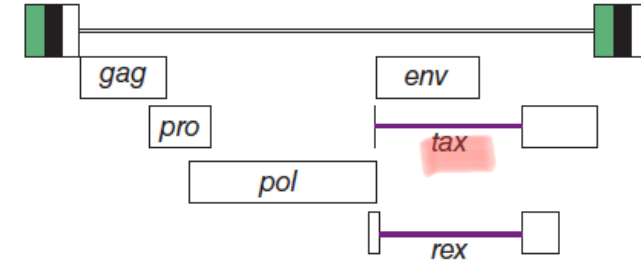 gag
env
pro
tax
pol
rex